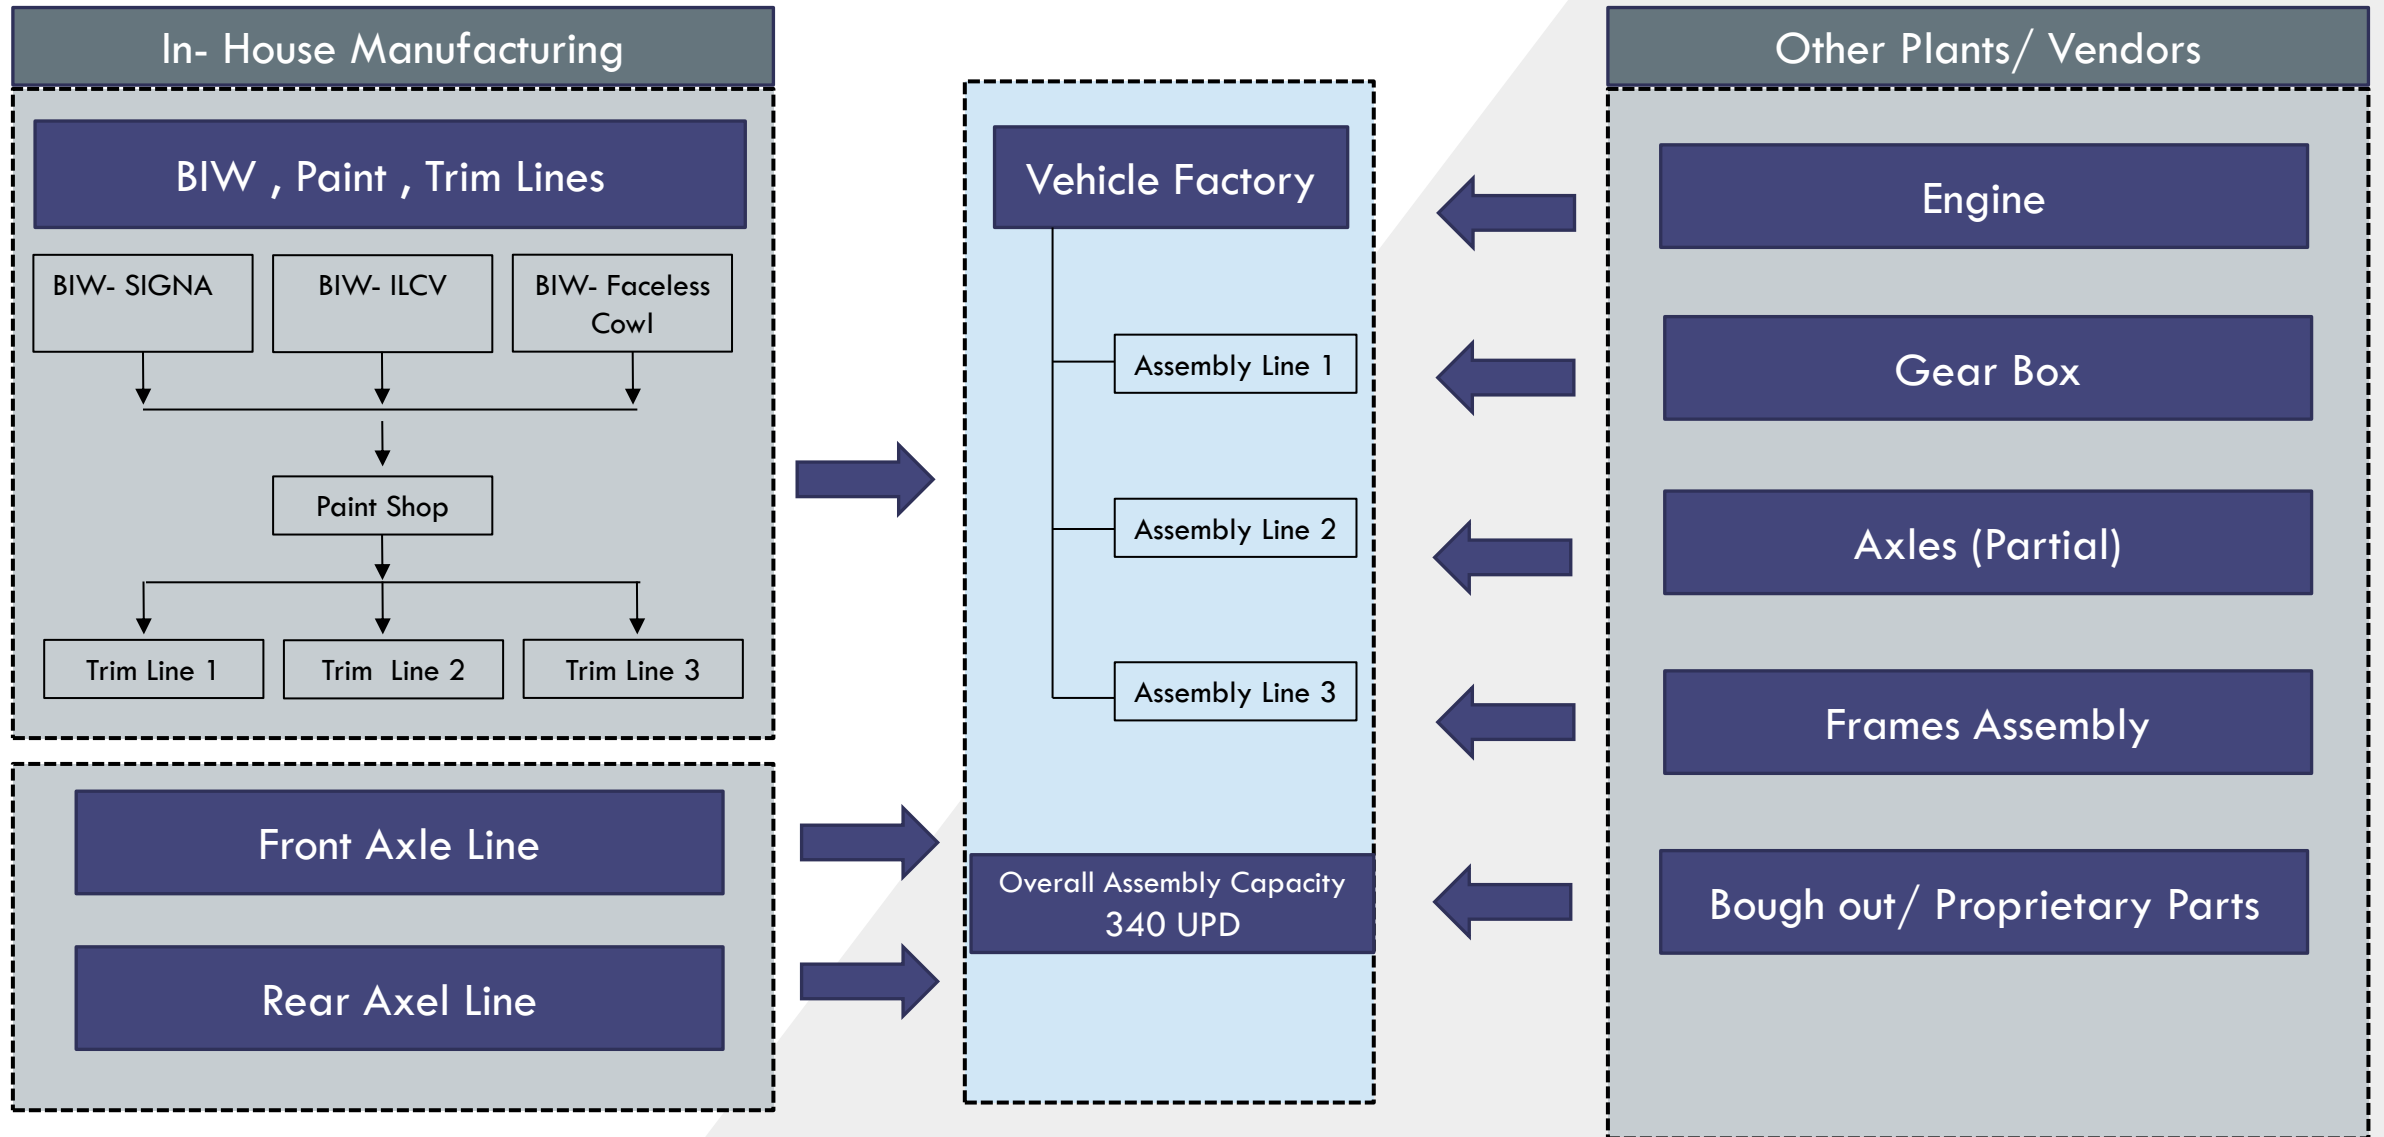 In- House Manufacturing
BIW , Paint , Trim Lines
BIW- SIGNA
BIW- ILCV
BIW- Faceless
Cowl
Paint Shop
Trim Line 1
Trim Line 2
Trim Line 3
Front Axle Line
Rear Axel Line
Vehicle Factory
Assembly Line 1
Assembly Line 2
Assembly Line 3
Overall Assembly Capacity
340 UPD
Other Plants/ Vendors
Engine
Gear Box
Axles (Partial)
Frames Assembly
Bough out/ Proprietary Parts